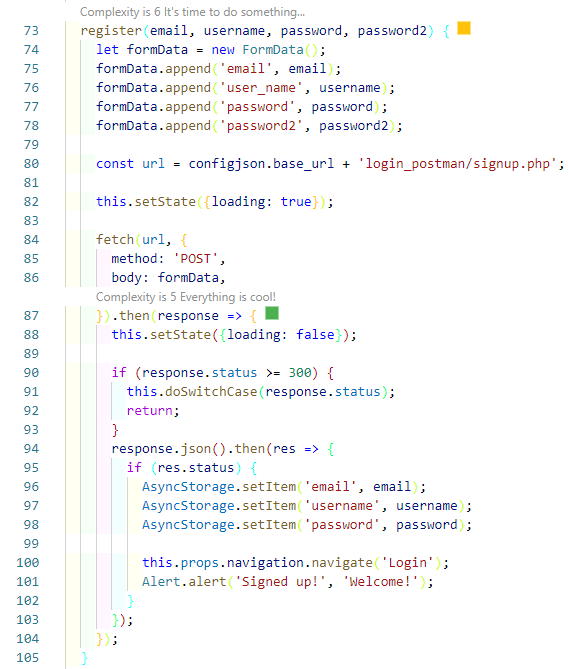 Complexity is 6 It's time to do something...
73 register(email, username, password, password2) {
74 let formData = new FormData();
75 formData.append('email', email);
76 formData.append('user_name', username);
77 formData.append('password', password);
78 formData.append('password2', password2);
79
80 const url = configjson.base_url + 'login_postman/signup.php';
81
82 this.setState({loading: true});
83
84 fetch(url, {
85 method: 'POST',
86 body: formData,
Complexity is 5 Everything is cool!
87 }).then(response => {
88 this.setState({loading: false});
89
90 if (response.status >= 300) {
91 this.doSwitchCase(response.status);
92 return;
93 }
94 response.json().then(res => {
95 if (res.status) {
96 AsyncStorage.setItem('email', email);
97 AsyncStorage.setItem('username', username);
98 AsyncStorage.setItem('password', password);
99
100 this.props.navigation.navigate('Login');
101 Alert.alert('Signed up!', 'Welcome!');
102 }
103 });
104 });
105 }